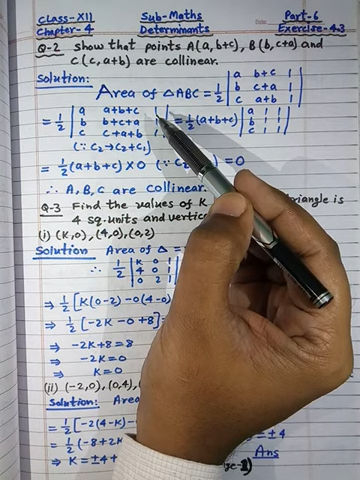 Class-XII Sub-Maths Part-6
Chapter-4 Determinants Exercise-4.3
Q-2 Show that points A(a,b+c), B(b,c+a) and
C(c,a+b) are collinear.
Solution:
Area of △ABC = 1/2 | a b+c 1 |
| b c+a 1 |
| c a+b 1 |
= 1/2 | a a+b+c 1 | = 1/2 (a+b+c) | a 1 1 |
| b b+c+a | | b 1 1 |
| c c+a+b | | c 1 1 |
(∵ C₂→C₂+C₁)
= 1/2 (a+b+c) × 0 (∵ C₂ ) = 0
∴ A, B, C are collinear.
Q-3 Find the values of K triangle is
4 sq.units and
(i) (K,0), (4,0), (0,2)
Solution: Area of △ =
∴ 1/2 | K 0 1 |
| 4 0 1 |
| 0 2 1 |
⇒ 1/2 [K(0-2)-0(4-0)
⇒ 1/2 [-2K-0+8] =
⇒ -2K+8 = 8
⇒ -2K = 0
⇒ K = 0
(ii) (-2,0), (0,4),
Solution: Area
= 1/2 [-2(4-K)- = ±4
= 1/2 (-8+2K Ans
⇒ K = ±4+